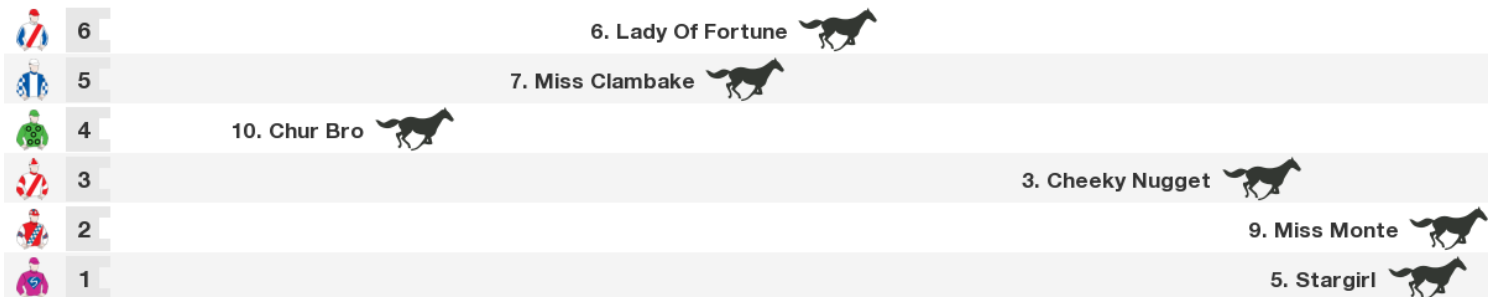 6 6. Lady Of Fortune
5 7. Miss Clambake
4 10. Chur Bro
3 3. Cheeky Nugget
2 9. Miss Monte
1 5. Stargirl